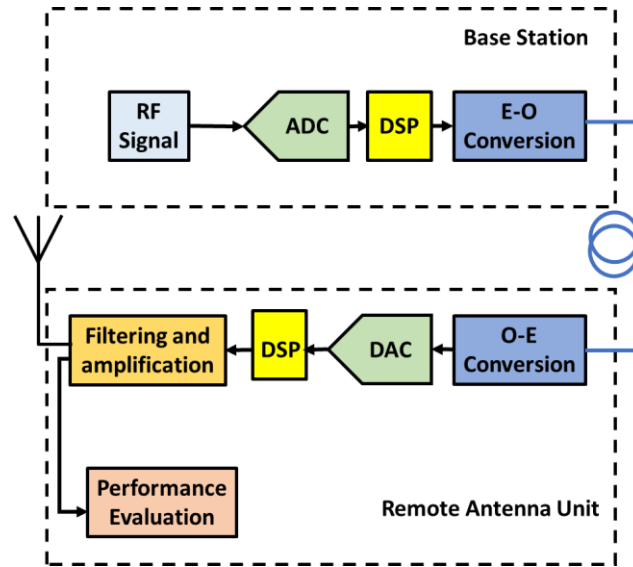 Base Station
RF
Signal
ADC
DSP
E-O
Conversion
Filtering and
amplification
DSP
DAC
O-E
Conversion
Performance
Evaluation
Remote Antenna Unit